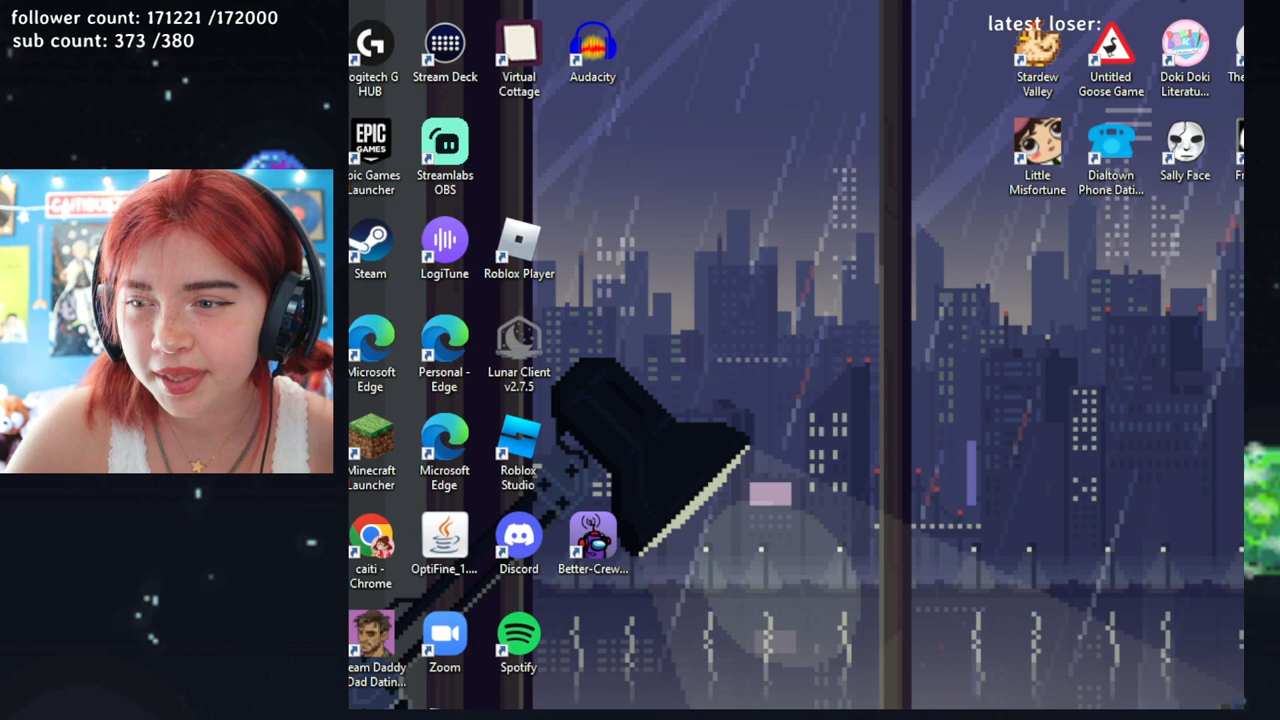 follower count: 171221 /172000
sub count: 373 /380
latest loser:
ogitech G
HUB
Stream Deck
Virtual
Cottage
Audacity
Stardew
Valley
Untitled
Goose Game
Doki Doki
Literatu...
The
EPIC
GAMES
pic Games
Launcher
Streamlabs
OBS
Little
Misfortune
Dialtown
Phone Dati...
Sally Face
Fr
Steam
LogiTune
Roblox Player
Microsoft
Edge
Personal -
Edge
Lunar Client
v2.7.5
Minecraft
Launcher
Microsoft
Edge
Roblox
Studio
caiti -
Chrome
OptiFine_1....
Discord
Better-Crew...
eam Daddy
Dad Datin...
Zoom
Spotify